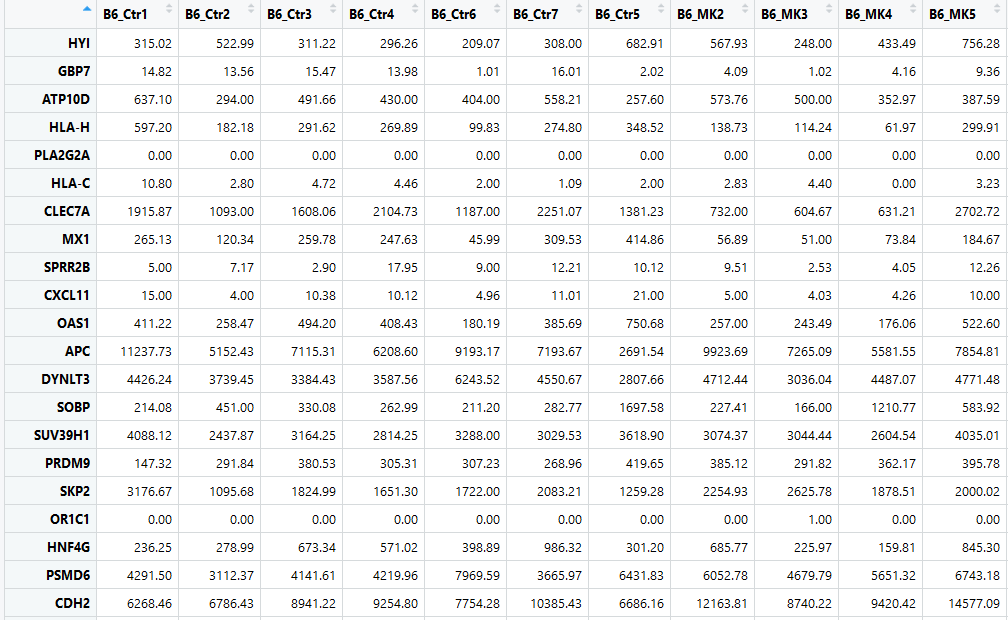 B6_Ctr1 B6_Ctr2 B6_Ctr3 B6_Ctr4 B6_Ctr6 B6_Ctr7 B6_Ctr5 B6_MK2 B6_MK3 B6_MK4 B6_MK5
HYI 315.02 522.99 311.22 296.26 209.07 308.00 682.91 567.93 248.00 433.49 756.28
GBP7 14.82 13.56 15.47 13.98 1.01 16.01 2.02 4.09 1.02 4.16 9.36
ATP10D 637.10 294.00 491.66 430.00 404.00 558.21 257.60 573.76 500.00 352.97 387.59
HLA-H 597.20 182.18 291.62 269.89 99.83 274.80 348.52 138.73 114.24 61.97 299.91
PLA2G2A 0.00 0.00 0.00 0.00 0.00 0.00 0.00 0.00 0.00 0.00 0.00
HLA-C 10.80 2.80 4.72 4.46 2.00 1.09 2.00 2.83 4.40 0.00 3.23
CLEC7A 1915.87 1093.00 1608.06 2104.73 1187.00 2251.07 1381.23 732.00 604.67 631.21 2702.72
MX1 265.13 120.34 259.78 247.63 45.99 309.53 414.86 56.89 51.00 73.84 184.67
SPRR2B 5.00 7.17 2.90 17.95 9.00 12.21 10.12 9.51 2.53 4.05 12.26
CXCL11 15.00 4.00 10.38 10.12 4.96 11.01 21.00 5.00 4.03 4.26 10.00
OAS1 411.22 258.47 494.20 408.43 180.19 385.69 750.68 257.00 243.49 176.06 522.60
APC 11237.73 5152.43 7115.31 6208.60 9193.17 7193.67 2691.54 9923.69 7265.09 5581.55 7854.81
DYNLT3 4426.24 3739.45 3384.43 3587.56 6243.52 4550.67 2807.66 4712.44 3036.04 4487.07 4771.48
SOBP 214.08 451.00 330.08 262.99 211.20 282.77 1697.58 227.41 166.00 1210.77 583.92
SUV39H1 4088.12 2437.87 3164.25 2814.25 3288.00 3029.53 3618.90 3074.37 3044.44 2604.54 4035.01
PRDM9 147.32 291.84 380.53 305.31 307.23 268.96 419.65 385.12 291.82 362.17 395.78
SKP2 3176.67 1095.68 1824.99 1651.30 1722.00 2083.21 1259.28 2254.93 2625.78 1878.51 2000.02
OR1C1 0.00 0.00 0.00 0.00 0.00 0.00 0.00 0.00 1.00 0.00 0.00
HNF4G 236.25 278.99 673.34 571.02 398.89 986.32 301.20 685.77 225.97 159.81 845.30
PSMD6 4291.50 3112.37 4141.61 4219.96 7969.59 3665.97 6431.83 6052.78 4679.79 5651.32 6743.18
CDH2 6268.46 6786.43 8941.22 9254.80 7754.28 10385.43 6686.16 12163.81 8740.22 9420.42 14577.09